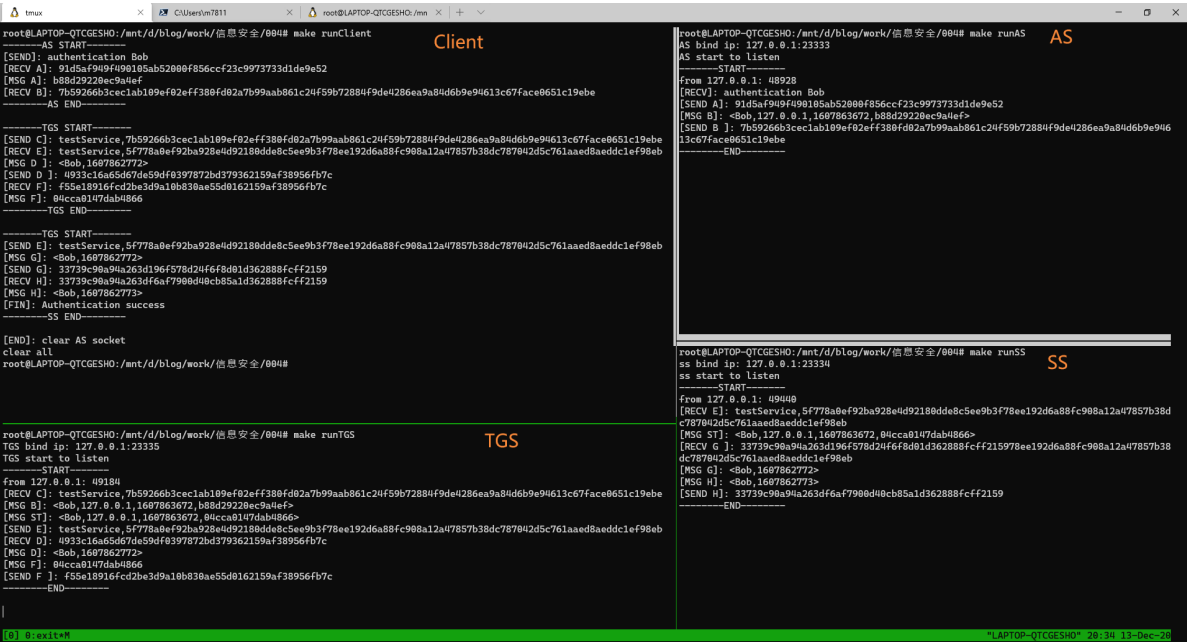 tmux
C:\Users\m7811
root@LAPTOP-QTCGESHO: /mn
root@LAPTOP-QTCGESHO:/mnt/d/blog/work/信息安全/004# make runClient
Client
-------AS START-------
[SEND]: authentication Bob
[RECV A]: 91d5af949f490105ab52000f856ccf23c9973733d1de9e52
[MSG A]: b88d29220ec9a4ef
[RECV B]: 7b59266b3cec1ab109ef02eff380fd02a7b99aab861c24f59b72884f9de4286ea9a84d6b9e94613c67face0651c19ebe
--------AS END--------
-------TGS START-------
[SEND C]: testService,7b59266b3cec1ab109ef02eff380fd02a7b99aab861c24f59b72884f9de4286ea9a84d6b9e94613c67face0651c19ebe
[RECV E]: testService,5f778a0ef92ba928e4d92180dde8c5ee9b3f78ee192d6a88fc908a12a47857b38dc787042d5c761aaed8aeddc1ef98eb
[MSG D ]: <Bob,1607862772>
[SEND D ]: 4933c16a65d67de59df0397872bd379362159af38956fb7c
[RECV F]: f55e18916fcd2be3d9a10b830ae55d0162159af38956fb7c
[MSG F]: 04cca0147dab4866
--------TGS END--------
-------TGS START-------
[SEND E]: testService,5f778a0ef92ba928e4d92180dde8c5ee9b3f78ee192d6a88fc908a12a47857b38dc787042d5c761aaed8aeddc1ef98eb
[MSG G]: <Bob,1607862772>
[SEND G]: 33739c90a94a263d196f578d24f6f8d01d362888fcff2159
[RECV H]: 33739c90a94a263df6af7900d40cb85a1d362888fcff2159
[MSG H]: <Bob,1607862773>
[FIN]: Authentication success
--------SS END--------
[END]: clear AS socket
clear all
root@LAPTOP-QTCGESHO:/mnt/d/blog/work/信息安全/004#
root@LAPTOP-QTCGESHO:/mnt/d/blog/work/信息安全/004# make runAS
AS
AS bind ip: 127.0.0.1:23333
AS start to listen
-------START-------
from 127.0.0.1: 48928
[RECV]: authentication Bob
[SEND A]: 91d5af949f490105ab52000f856ccf23c9973733d1de9e52
[MSG B]: <Bob,127.0.0.1,1607863672,b88d29220ec9a4ef>
[SEND B ]: 7b59266b3cec1ab109ef02eff380fd02a7b99aab861c24f59b72884f9de4286ea9a84d6b9e946
13c67face0651c19ebe
--------END--------
root@LAPTOP-QTCGESHO:/mnt/d/blog/work/信息安全/004# make runTGS
TGS
TGS bind ip: 127.0.0.1:23335
TGS start to listen
-------START-------
from 127.0.0.1: 49184
[RECV C]: testService,7b59266b3cec1ab109ef02eff380fd02a7b99aab861c24f59b72884f9de4286ea9a84d6b9e94613c67face0651c19ebe
[MSG B]: <Bob,127.0.0.1,1607863672,b88d29220ec9a4ef>
[MSG ST]: <Bob,127.0.0.1,1607863672,04cca0147dab4866>
[SEND E]: testService,5f778a0ef92ba928e4d92180dde8c5ee9b3f78ee192d6a88fc908a12a47857b38dc787042d5c761aaed8aeddc1ef98eb
[RECV D]: 4933c16a65d67de59df0397872bd379362159af38956fb7c
[MSG D]: <Bob,1607862772>
[MSG F]: 04cca0147dab4866
[SEND F ]: f55e18916fcd2be3d9a10b830ae55d0162159af38956fb7c
--------END--------
root@LAPTOP-QTCGESHO:/mnt/d/blog/work/信息安全/004# make runSS
SS
ss bind ip: 127.0.0.1:23334
ss start to listen
-------START-------
from 127.0.0.1: 49440
[RECV E]: testService,5f778a0ef92ba928e4d92180dde8c5ee9b3f78ee192d6a88fc908a12a47857b38d
c787042d5c761aaed8aeddc1ef98eb
[MSG ST]: <Bob,127.0.0.1,1607863672,04cca0147dab4866>
[RECV G ]: 33739c90a94a263d196f578d24f6f8d01d362888fcff215978ee192d6a88fc908a12a47857b38
dc787042d5c761aaed8aeddc1ef98eb
[MSG G]: <Bob,1607862772>
[MSG H]: <Bob,1607862773>
[SEND H]: 33739c90a94a263df6af7900d40cb85a1d362888fcff2159
--------END--------
[0] 0:exit*M
"LAPTOP-QTCGESHO" 20:34 13-Dec-20